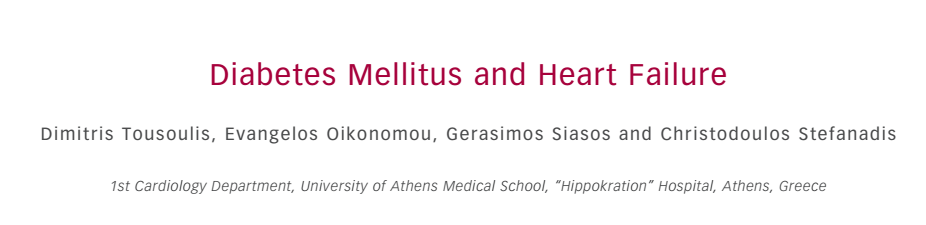 Diabetes Mellitus and Heart Failure
Dimitris Tousoulis, Evangelos Oikonomou, Gerasimos Siasos and Christodoulos Stefanadis
1st Cardiology Department, University of Athens Medical School, “Hippokration” Hospital, Athens, Greece